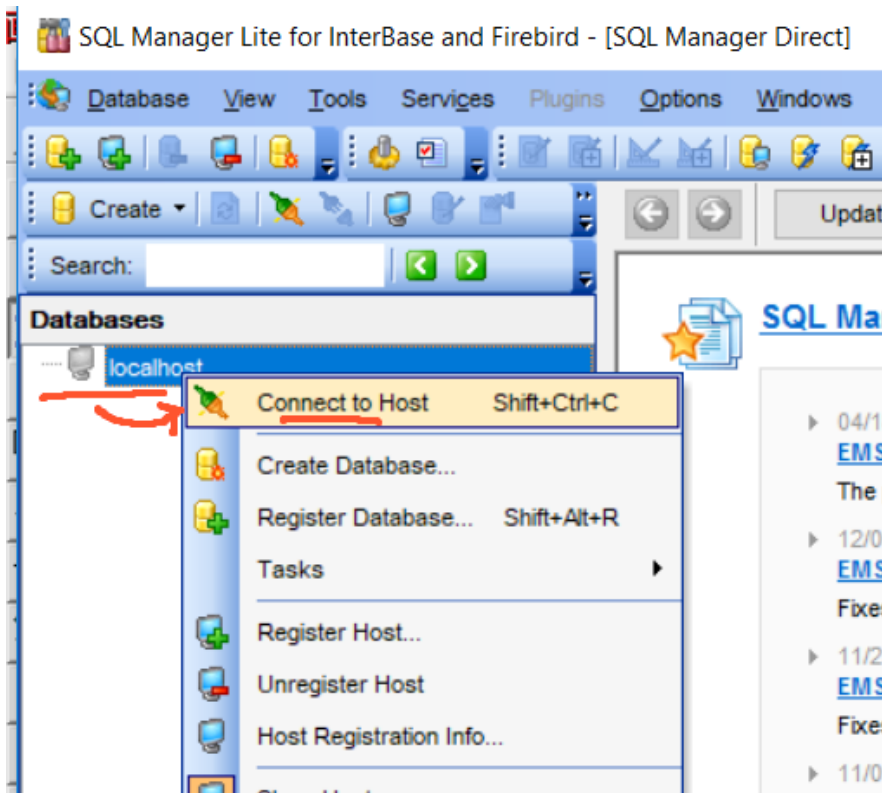 SQL Manager Lite for InterBase and Firebird - [SQL Manager Direct]
Database View Tools Services Plugins Options Windows
Create
Updat
Search:
Databases
SQL Ma
localhost
Connect to Host Shift+Ctrl+C
Create Database...
Register Database... Shift+Alt+R
Tasks
Register Host...
Unregister Host
Host Registration Info...
04/1
EMS
The
12/0
EMS
Fixe
11/2
EMS
Fixe
11/0